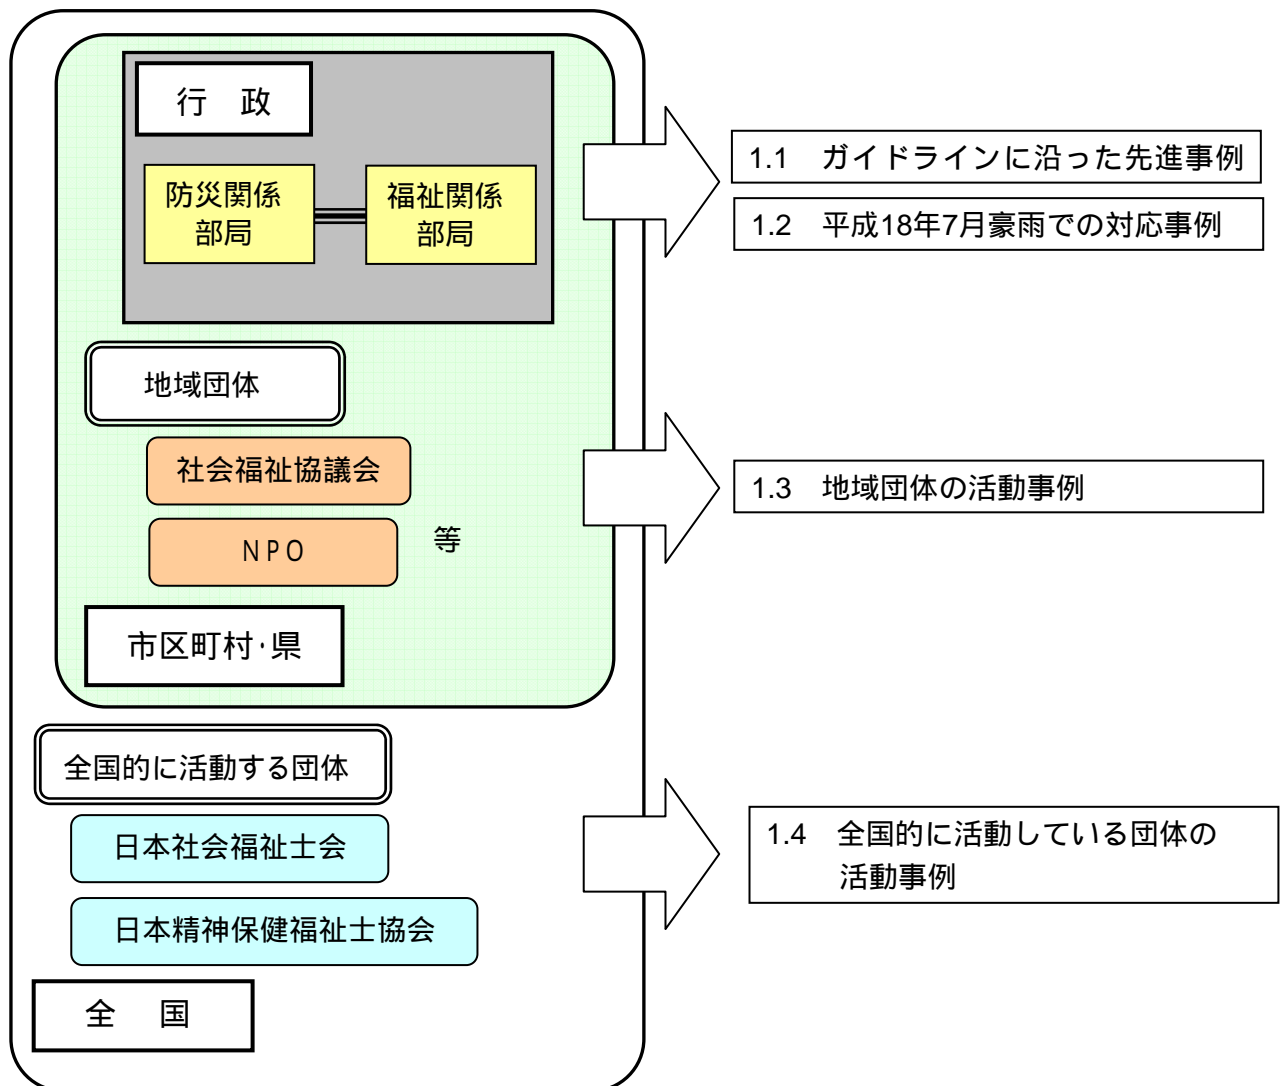 行　政
防災関係
部局
福祉関係
部局
1.1　ガイドラインに沿った先進事例
1.2　平成18年7月豪雨での対応事例
地域団体
社会福祉協議会
NPO
等
1.3　地域団体の活動事例
市区町村･県
全国的に活動する団体
日本社会福祉士会
日本精神保健福祉士協会
1.4　全国的に活動している団体の
活動事例
全　国